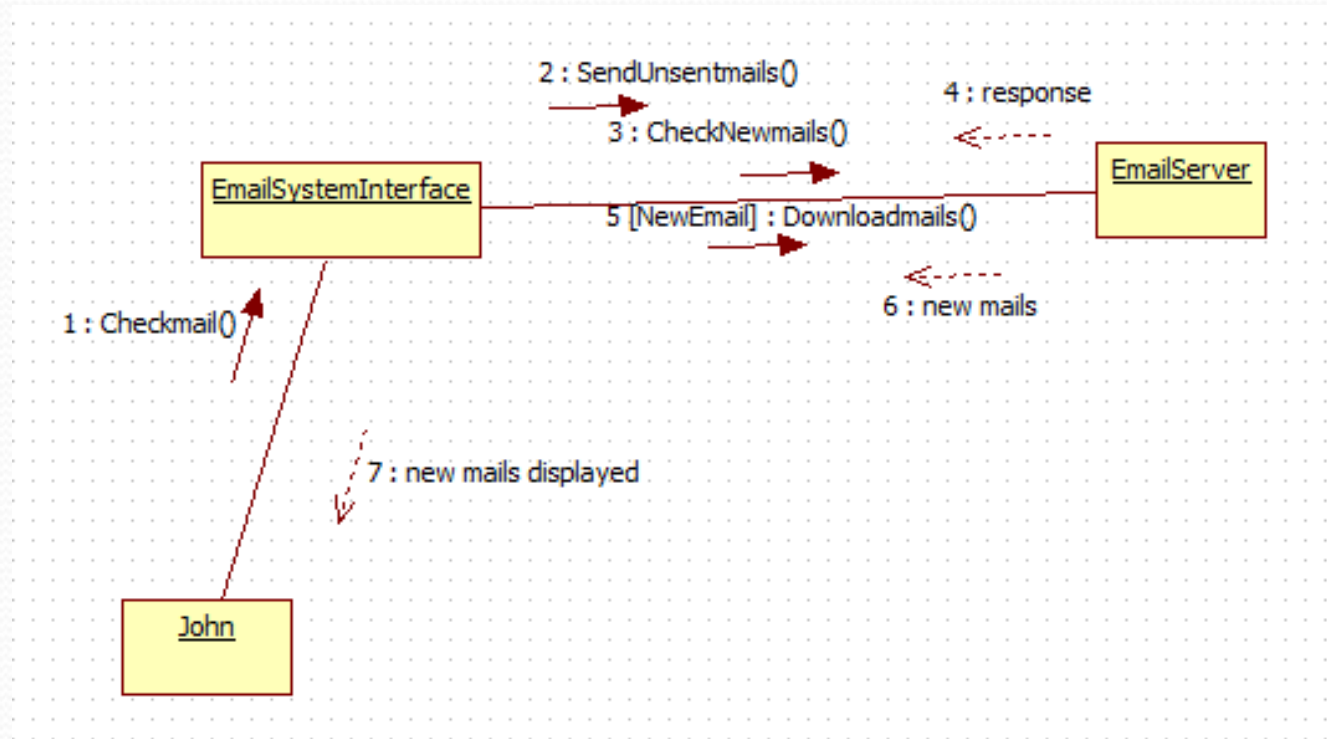 2 : SendUnsentmails()
4 : response
3 : CheckNewmails()
EmailSystemInterface
EmailServer
5 [NewEmail] : Downloadmails()
6 : new mails
1 : Checkmail()
7 : new mails displayed
John